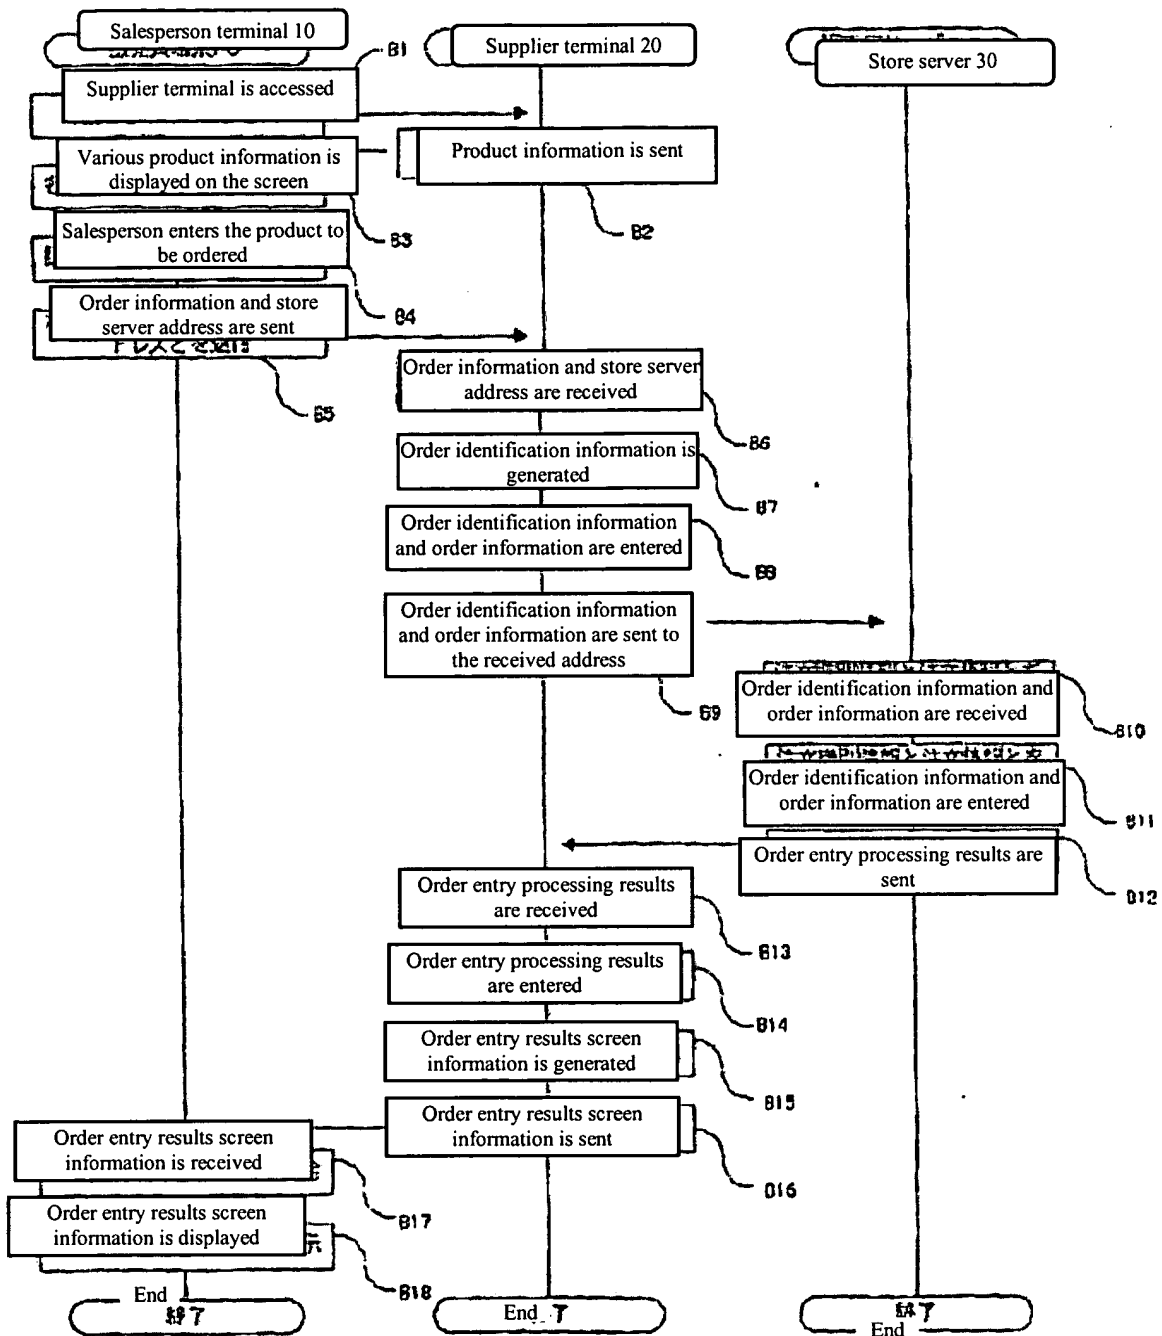 Salesperson terminal 10
Supplier terminal 20
Store server 30
Supplier terminal is accessed
B1
Product information is sent
B2
Various product information is
displayed on the screen
B3
Salesperson enters the product to
be ordered
B4
Order information and store
server address are sent
B5
Order information and store server
address are received
B6
Order identification information is
generated
B7
Order identification information
and order information are entered
B8
Order identification information
and order information are sent to
the received address
B9
Order identification information and
order information are received
B10
Order identification information and
order information are entered
B11
Order entry processing results are
sent
B12
Order entry processing results
are received
B13
Order entry processing results
are entered
B14
Order entry results screen
information is generated
B15
Order entry results screen
information is sent
B16
Order entry results screen
information is received
B17
Order entry results screen
information is displayed
B18
End
終了
End
了
終了
End